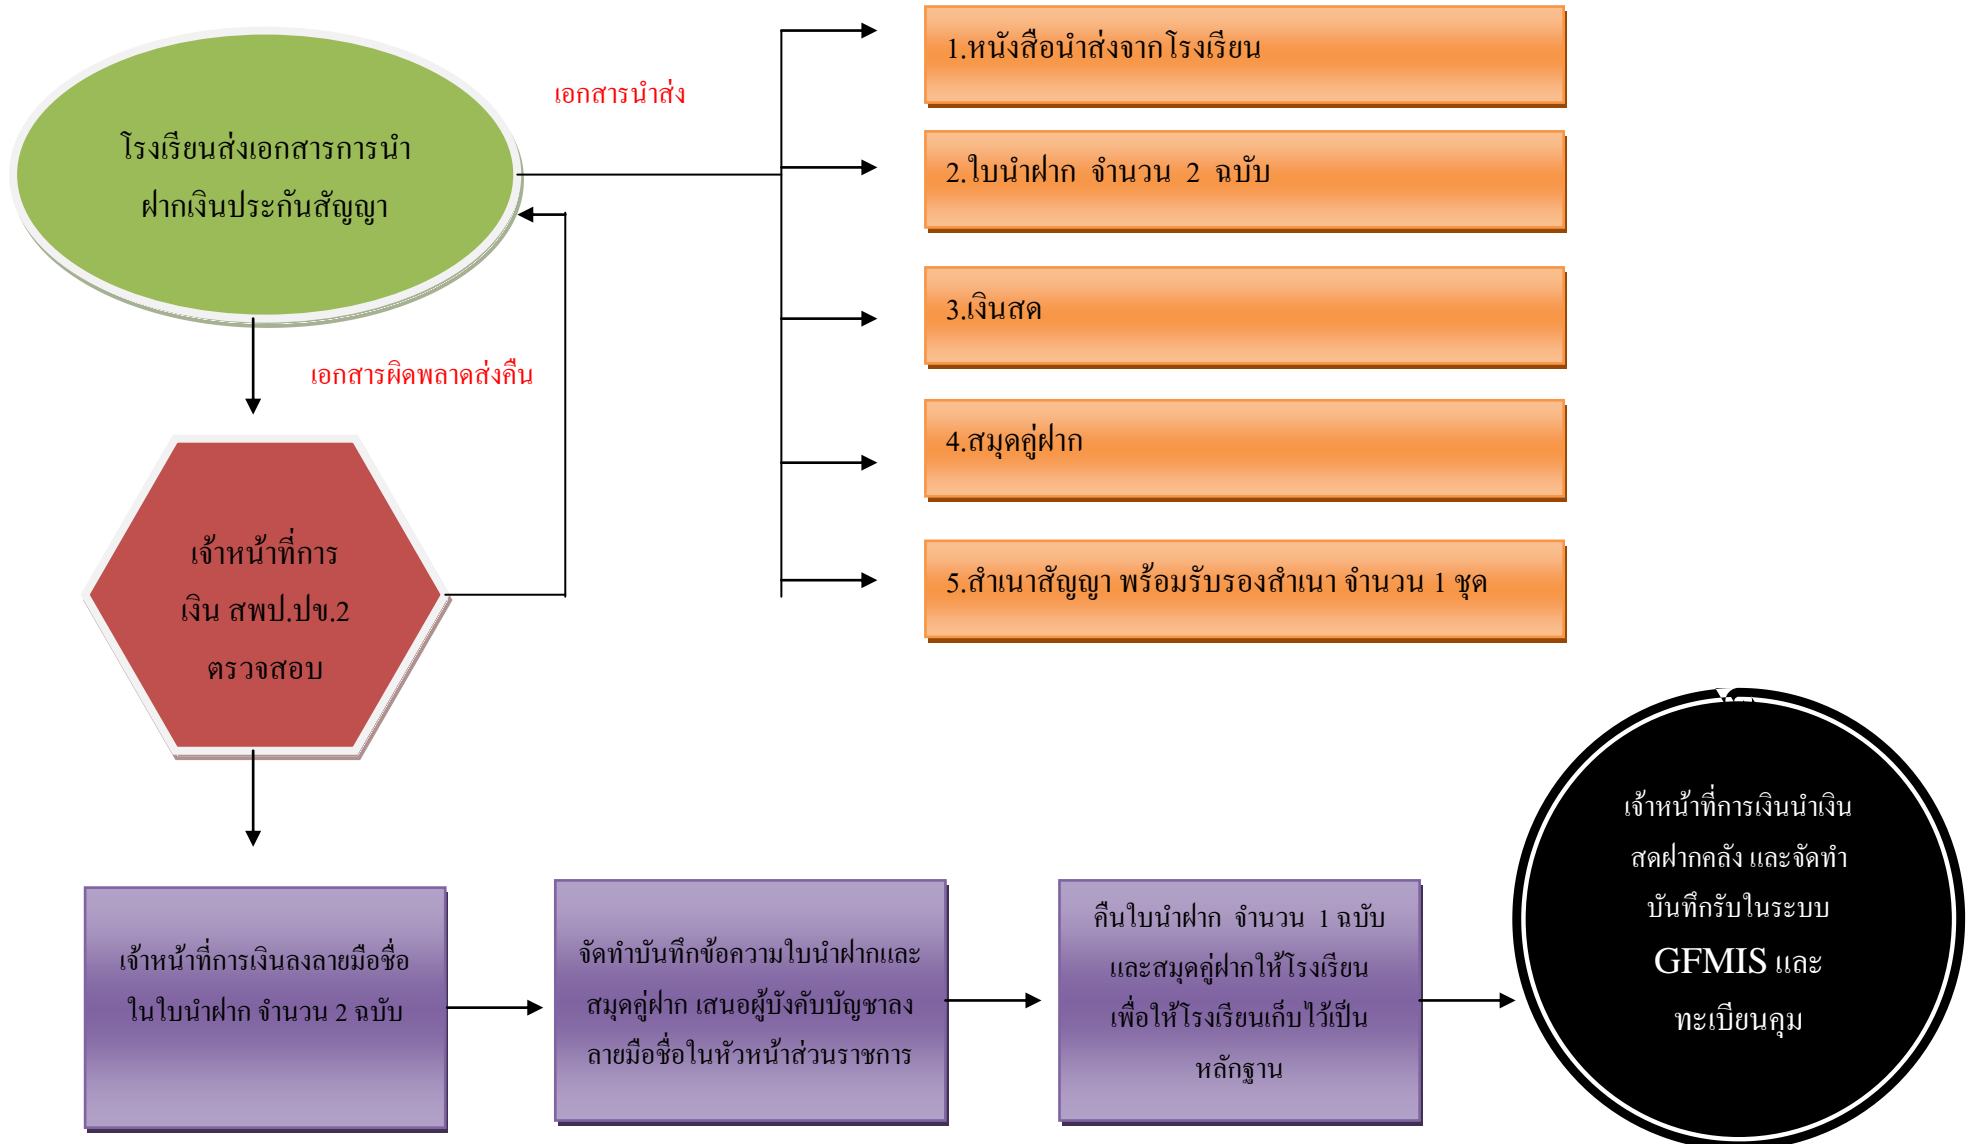 โรงเรียนส่งเอกสารการนำ
ฝากเงินประกันสัญญา
เอกสารนำส่ง
1.หนังสือนำส่งจากโรงเรียน
2.ใบนำฝาก จำนวน 2 ฉบับ
3.เงินสด
4.สมุดคู่ฝาก
5.สำเนาสัญญา พร้อมรับรองสำเนา จำนวน 1 ชุด
เอกสารผิดพลาดส่งคืน
เจ้าหน้าที่การ
เงิน สพป.ปข.2
ตรวจสอบ
เจ้าหน้าที่การเงินลงลายมือชื่อ
ในใบนำฝาก จำนวน 2 ฉบับ
จัดทำบันทึกข้อความใบนำฝากและ
สมุดคู่ฝาก เสนอผู้บังคับบัญชาลง
ลายมือชื่อในหัวหน้าส่วนราชการ
คืนใบนำฝาก จำนวน 1 ฉบับ
และสมุดคู่ฝากให้โรงเรียน
เพื่อให้โรงเรียนเก็บไว้เป็น
หลักฐาน
เจ้าหน้าที่การเงินนำเงิน
สดฝากคลัง และจัดทำ
บันทึกรับในระบบ
GFMIS และ
ทะเบียนคุม